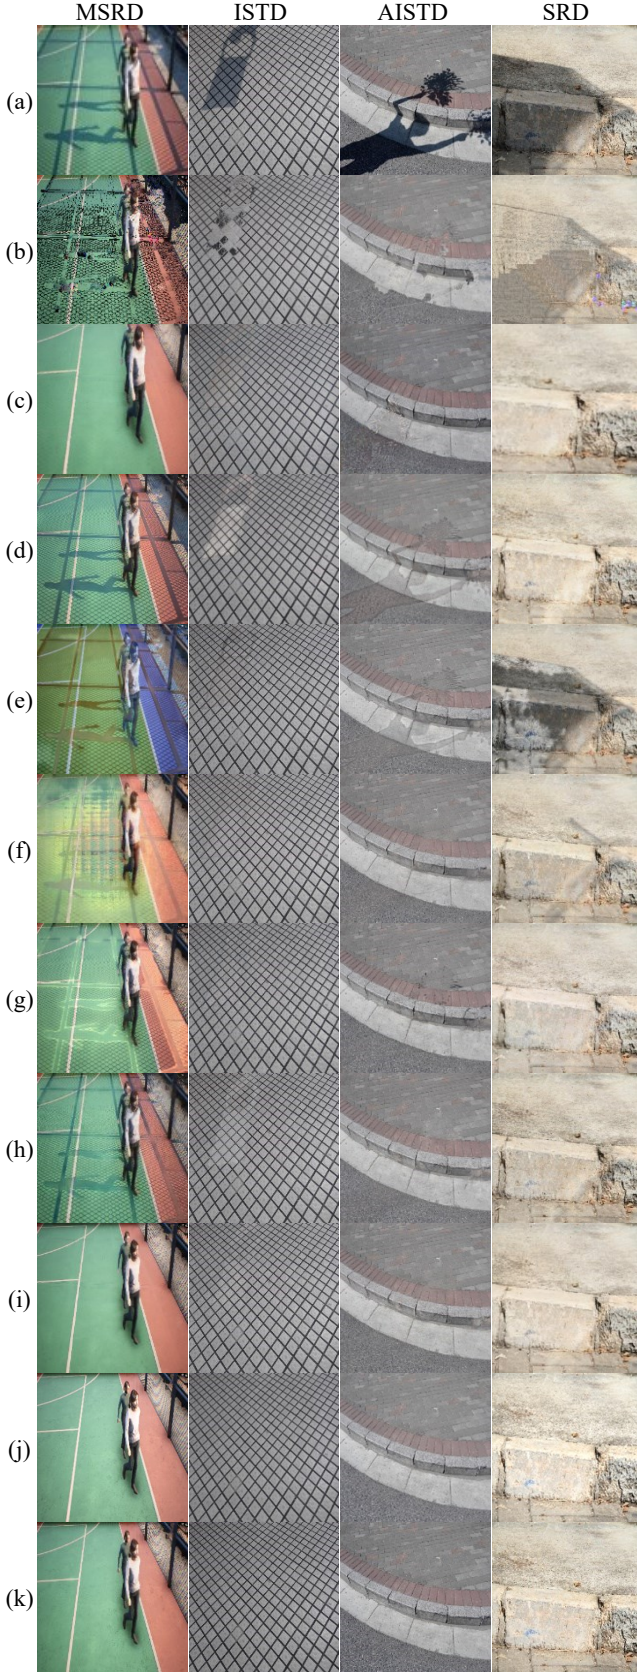 MSRD ISTD AISTD SRD
(a)
(b)
(c)
(d)
(e)
(f)
(g)
(h)
(i)
(j)
(k)